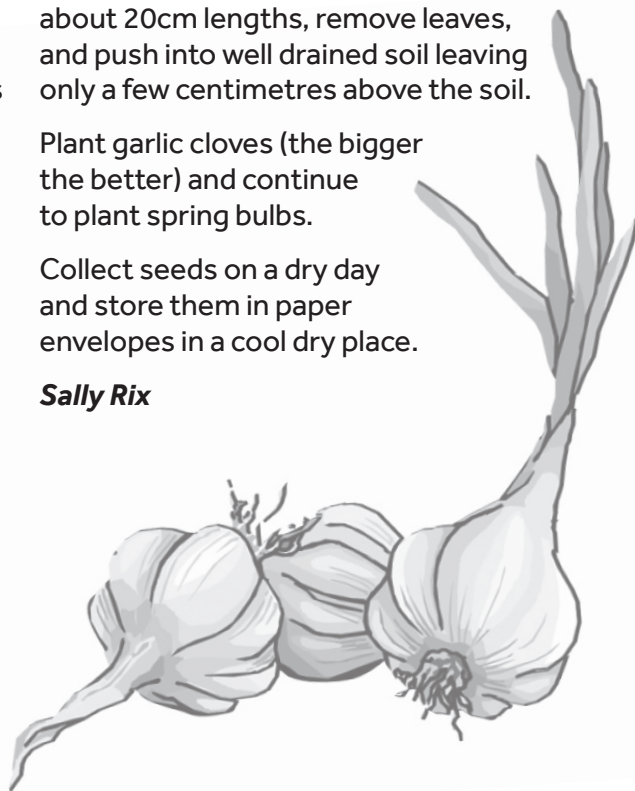 about 20cm lengths, remove leaves,
and push into well drained soil leaving
only a few centimetres above the soil.
Plant garlic cloves (the bigger
the better) and continue
to plant spring bulbs.
Collect seeds on a dry day
and store them in paper
envelopes in a cool dry place.
Sally Rix